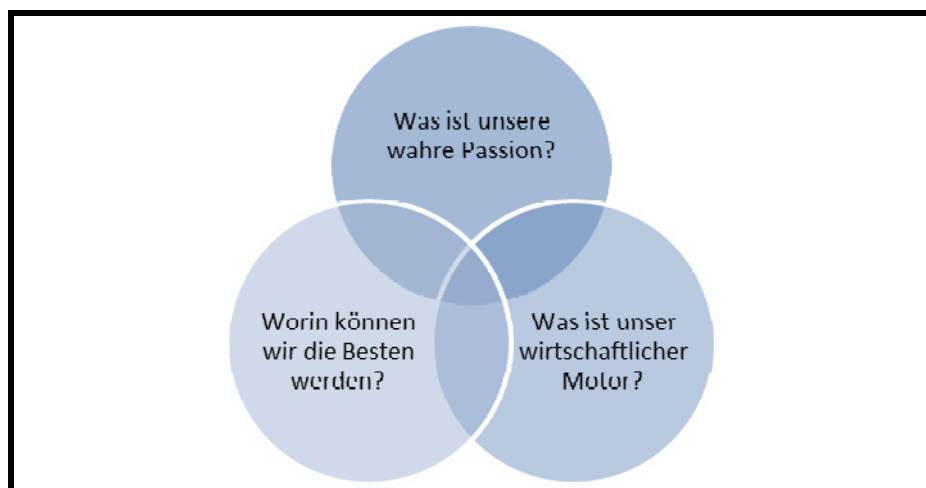 Was ist unsere
wahre Passion?
Worin können
wir die Besten
werden?
Was ist unser
wirtschaftlicher
Motor?